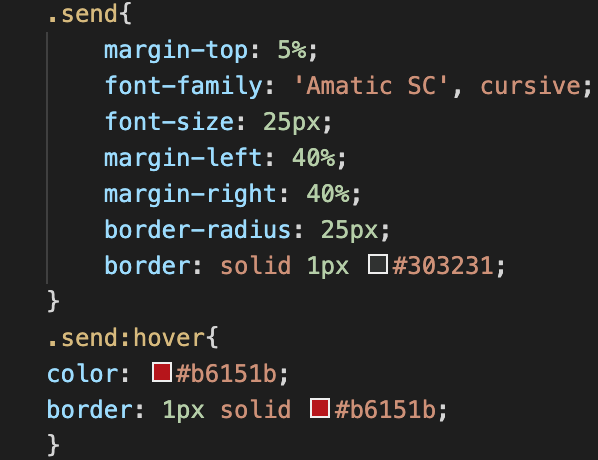 .send{
margin-top: 5%;
font-family: 'Amatic SC', cursive;
font-size: 25px;
margin-left: 40%;
margin-right: 40%;
border-radius: 25px;
border: solid 1px #303231;
}
.send:hover{
color: #b6151b;
border: 1px solid #b6151b;
}